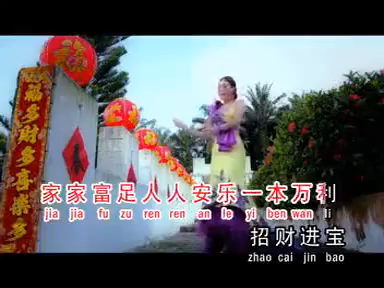 福多财多喜乐多
家家富足人人安乐一本万利
jia jia fu zu ren ren an le yi ben wan li
招财进宝
zhao cai jin bao